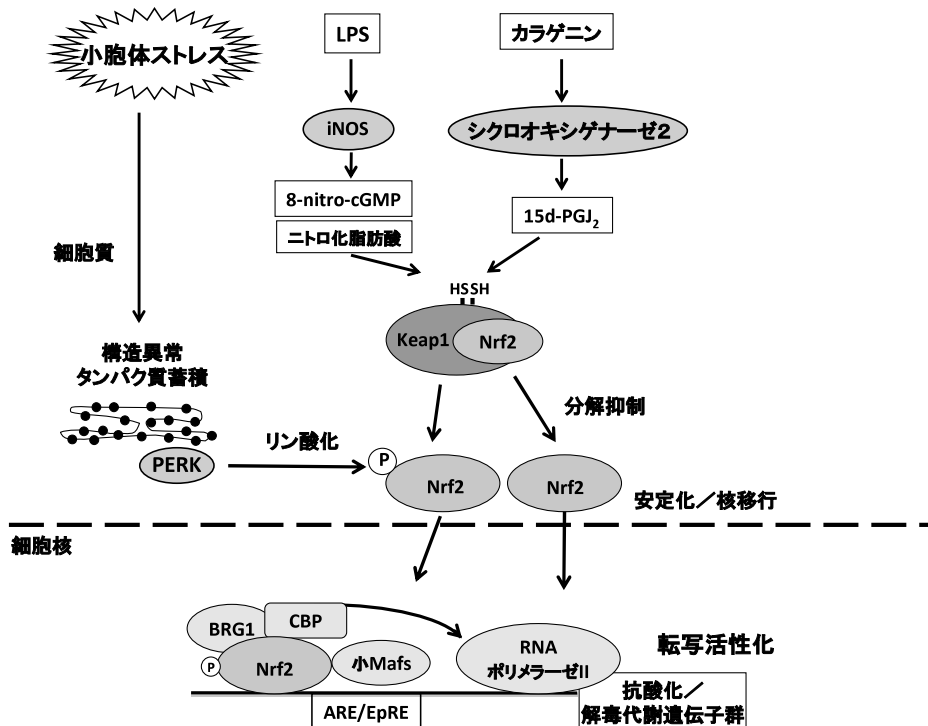 小胞体ストレス
LPS
カラゲニン
iNOS
シクロオキシゲナーゼ2
8-nitro-cGMP
ニトロ化脂肪酸
15d-PGJ₂
細胞質
HSSH
Keap1
Nrf2
構造異常
タンパク質蓄積
分解抑制
リン酸化
PERK
P
Nrf2
Nrf2
安定化／核移行
細胞核
BRG1
CBP
P
Nrf2
小Mafs
RNA
ポリメラーゼII
転写活性化
ARE/EpRE
抗酸化／
解毒代謝遺伝子群